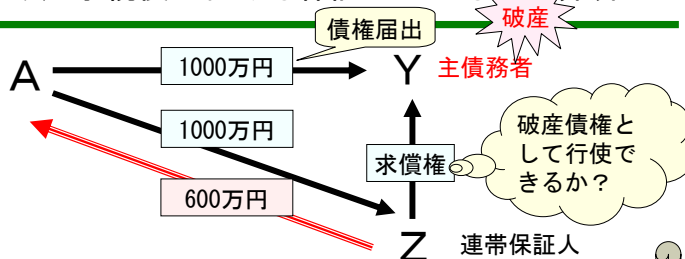 破産
債権届出
A
1000万円
Y
主債務者
1000万円
破産債権と
して行使で
きるか？
求償権
600万円
Z
連帯保証人